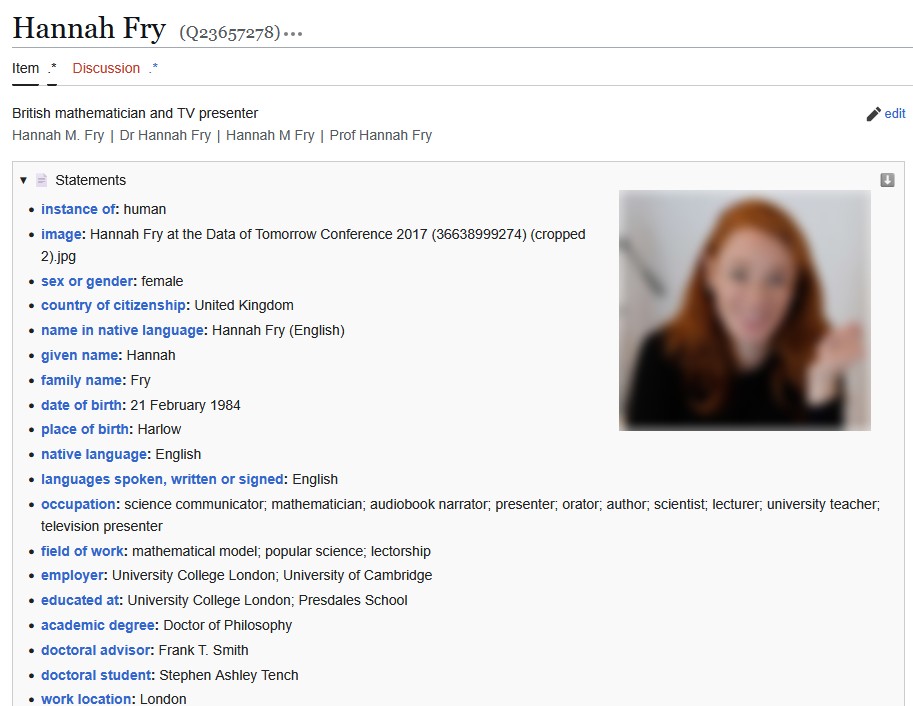 Hannah Fry (Q23657278)•••
Item .* Discussion .*
British mathematician and TV presenter
edit
Hannah M. Fry | Dr Hannah Fry | Hannah M Fry | Prof Hannah Fry
▼ Statements
• instance of: human
• image: Hannah Fry at the Data of Tomorrow Conference 2017 (36638999274) (cropped
2).jpg
• sex or gender: female
• country of citizenship: United Kingdom
• name in native language: Hannah Fry (English)
• given name: Hannah
• family name: Fry
• date of birth: 21 February 1984
• place of birth: Harlow
• native language: English
• languages spoken, written or signed: English
• occupation: science communicator; mathematician; audiobook narrator; presenter; orator; author; scientist; lecturer; university teacher;
television presenter
• field of work: mathematical model; popular science; lectorship
• employer: University College London; University of Cambridge
• educated at: University College London; Presdales School
• academic degree: Doctor of Philosophy
• doctoral advisor: Frank T. Smith
• doctoral student: Stephen Ashley Tench
• work location: London